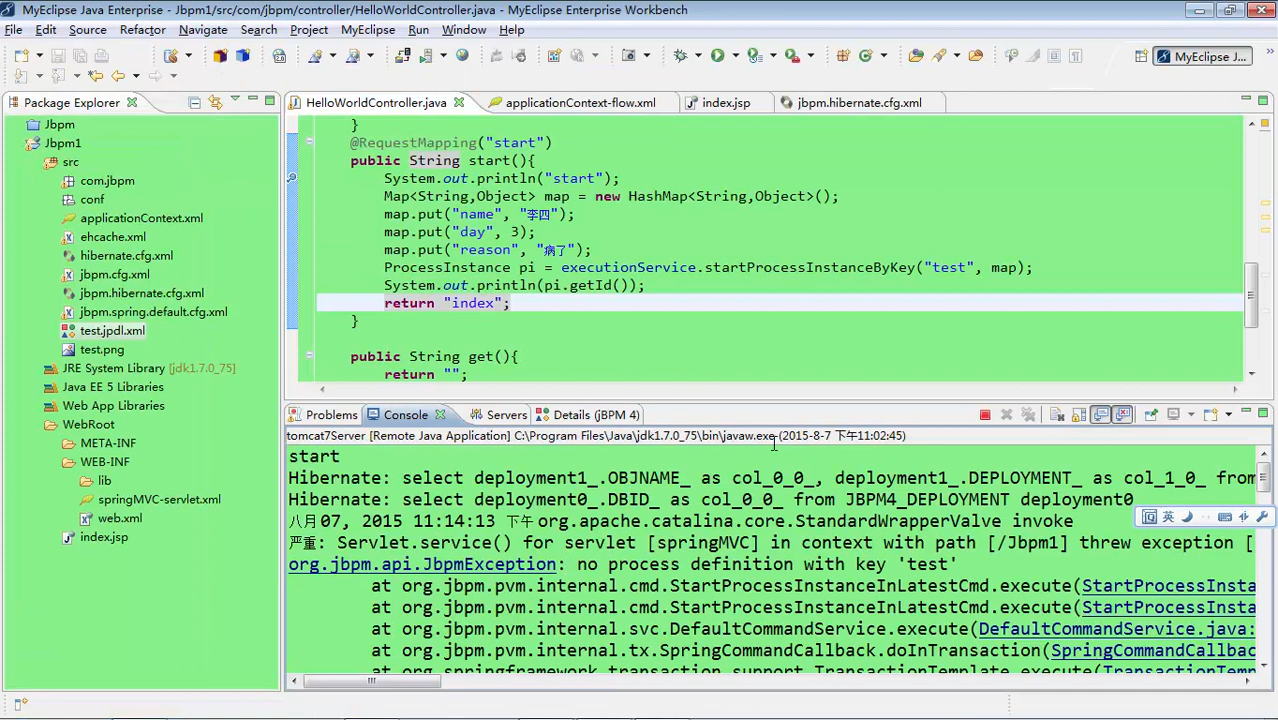 MyEclipse Java Enterprise - Jbpm1/src/com/jbpm/controller/HelloWorldController.java - MyEclipse Enterprise Workbench
File Edit Source Refactor Navigate Search Project MyEclipse Run Window Help
MyEclipse J...
Package Explorer
HelloWorldController.java applicationContext-flow.xml index.jsp jbpm.hibernate.cfg.xml
Jbpm
Jbpm1
src
com.jbpm
conf
applicationContext.xml
ehcache.xml
hibernate.cfg.xml
jbpm.cfg.xml
jbpm.hibernate.cfg.xml
jbpm.spring.default.cfg.xml
test.jpdl.xml
test.png
JRE System Library [jdk1.7.0_75]
Java EE 5 Libraries
Web App Libraries
WebRoot
META-INF
WEB-INF
lib
springMVC-servlet.xml
web.xml
index.jsp
}
@RequestMapping("start")
public String start(){
System.out.println("start");
Map<String,Object> map = new HashMap<String,Object>();
map.put("name", "李四");
map.put("day", 3);
map.put("reason", "病了");
ProcessInstance pi = executionService.startProcessInstanceByKey("test", map);
System.out.println(pi.getId());
return "index";
}
public String get(){
return "";
Problems Console Servers Details (jBPM 4)
tomcat7Server [Remote Java Application] C:\Program Files\Java\jdk1.7.0_75\bin\javaw.exe (2015-8-7 下午11:02:45)
start
Hibernate: select deployment1_.OBJNAME_ as col_0_0_, deployment1_.DEPLOYMENT_ as col_1_0_ from
Hibernate: select deployment0_.DBID_ as col_0_0_ from JBPM4_DEPLOYMENT deployment0
八月07, 2015 11:14:13 下午 org.apache.catalina.core.StandardWrapperValve invoke
严重: Servlet.service() for servlet [springMVC] in context with path [/Jbpm1] threw exception [
org.jbpm.api.JbpmException: no process definition with key 'test'
at org.jbpm.pvm.internal.cmd.StartProcessInstanceInLatestCmd.execute(StartProcessInsta
at org.jbpm.pvm.internal.cmd.StartProcessInstanceInLatestCmd.execute(StartProcessInsta
at org.jbpm.pvm.internal.svc.DefaultCommandService.execute(DefaultCommandService.java:
at org.jbpm.pvm.internal.tx.SpringCommandCallback.doInTransaction(SpringCommandCallbac
at org.springframework.transaction.support.TransactionTemplate.execute(TransactionTemp
英